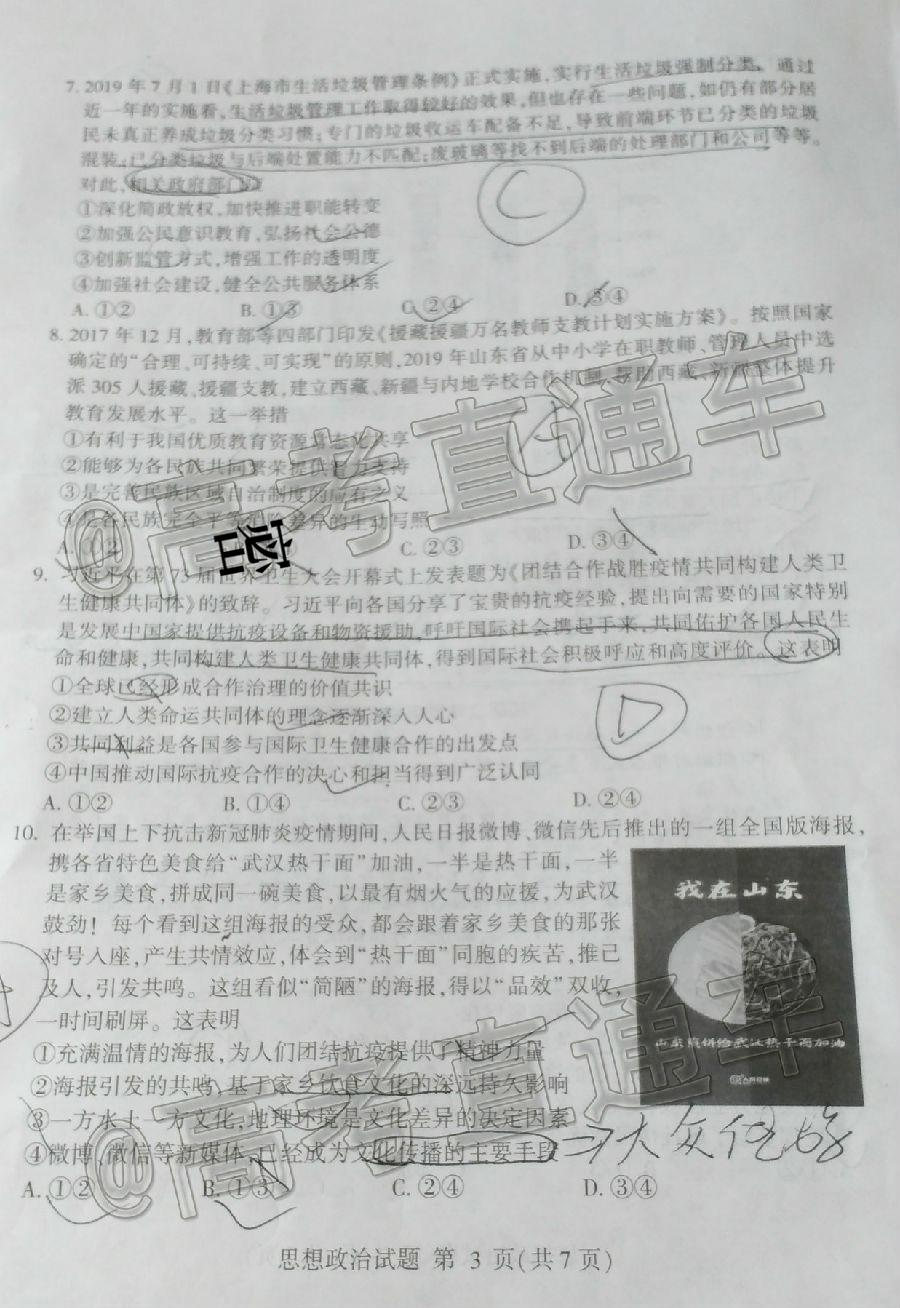 7. 2019 年 7 月 1 日《上海市生活垃圾管理条例》正式实施,实行生活垃圾强制分类。通过
近一年的实施看,生活垃圾管理工作取得较好的效果,但也存在一些问题,如仍有部分居
民未真正养成垃圾分类习惯;专门的垃圾收运车配备不足,导致前端环节已分类的垃圾
混装;已分类垃圾与后端处置能力不匹配;废玻璃等找不到后端的处理部门和公司等等。
对此,相关政府部门应
C
①深化简政放权,加快推进职能转变
②加强公民意识教育,弘扬社会公德
③创新监管方式,增强工作的透明度
④加强社会建设,健全公共服务体系
A. ①② B. ①③ C. ②④ D. ③④
8. 2017 年 12 月,教育部等四部门印发《援藏援疆万名教师支教计划实施方案》。按照国家
确定的“合理、可持续、可实现”的原则,2019 年山东省从中小学在职教师、管理人员中选
派 305 人援藏、援疆支教,建立西藏、新疆与内地学校合作机制,帮助西藏、新疆整体提升
教育发展水平。这一举措
①有利于我国优质教育资源 共享
②能够为各民族共同繁荣提供智力支持
③是完善民族区域自治制度的应有之义
④是各民族完全平等 差异的生动写照
A. ①② C. ②③ D. ③④
密
9. 习近平在第 73 届世界卫生大会开幕式上发表题为《团结合作战胜疫情共同构建人类卫
生健康共同体》的致辞。习近平向各国分享了宝贵的抗疫经验,提出向需要的国家特别
是发展中国家提供抗疫设备和物资援助,呼吁国际社会携起手来,共同佑护各国人民生
命和健康,共同构建人类卫生健康共同体,得到国际社会积极呼应和高度评价。这表明
①全球已经形成合作治理的价值共识
②建立人类命运共同体的理念逐渐深入人心
D
③共同利益是各国参与国际卫生健康合作的出发点
④中国推动国际抗疫合作的决心和担当得到广泛认同
A. ①② B. ①④ C. ②③ D. ②④
10. 在举国上下抗击新冠肺炎疫情期间,人民日报微博、微信先后推出的一组全国版海报,
携各省特色美食给“武汉热干面”加油,一半是热干面,一半
是家乡美食,拼成同一碗美食,以最有烟火气的应援,为武汉
鼓劲!每个看到这组海报的受众,都会跟着家乡美食的那张
对号入座,产生共情效应,体会到“热干面”同胞的疾苦,推己
及人,引发共鸣。这组看似“简陋”的海报,得以“品效”双收,
一时间刷屏。这表明
我在山东
山东煎饼给武汉热干面加油
①充满温情的海报,为人们团结抗疫提供了精神力量
②海报引发的共鸣,基于家乡饮食文化的深远持久影响
③一方水土一方文化,地理环境是文化差异的决定因素
④微博、微信等新媒体,已经成为文化传播的主要手段
⇒大众传媒
A. ①② B. ①③ C. ②④ D. ③④
@高考直通车
@高考直通车
思想政治试题 第 3 页(共 7 页)